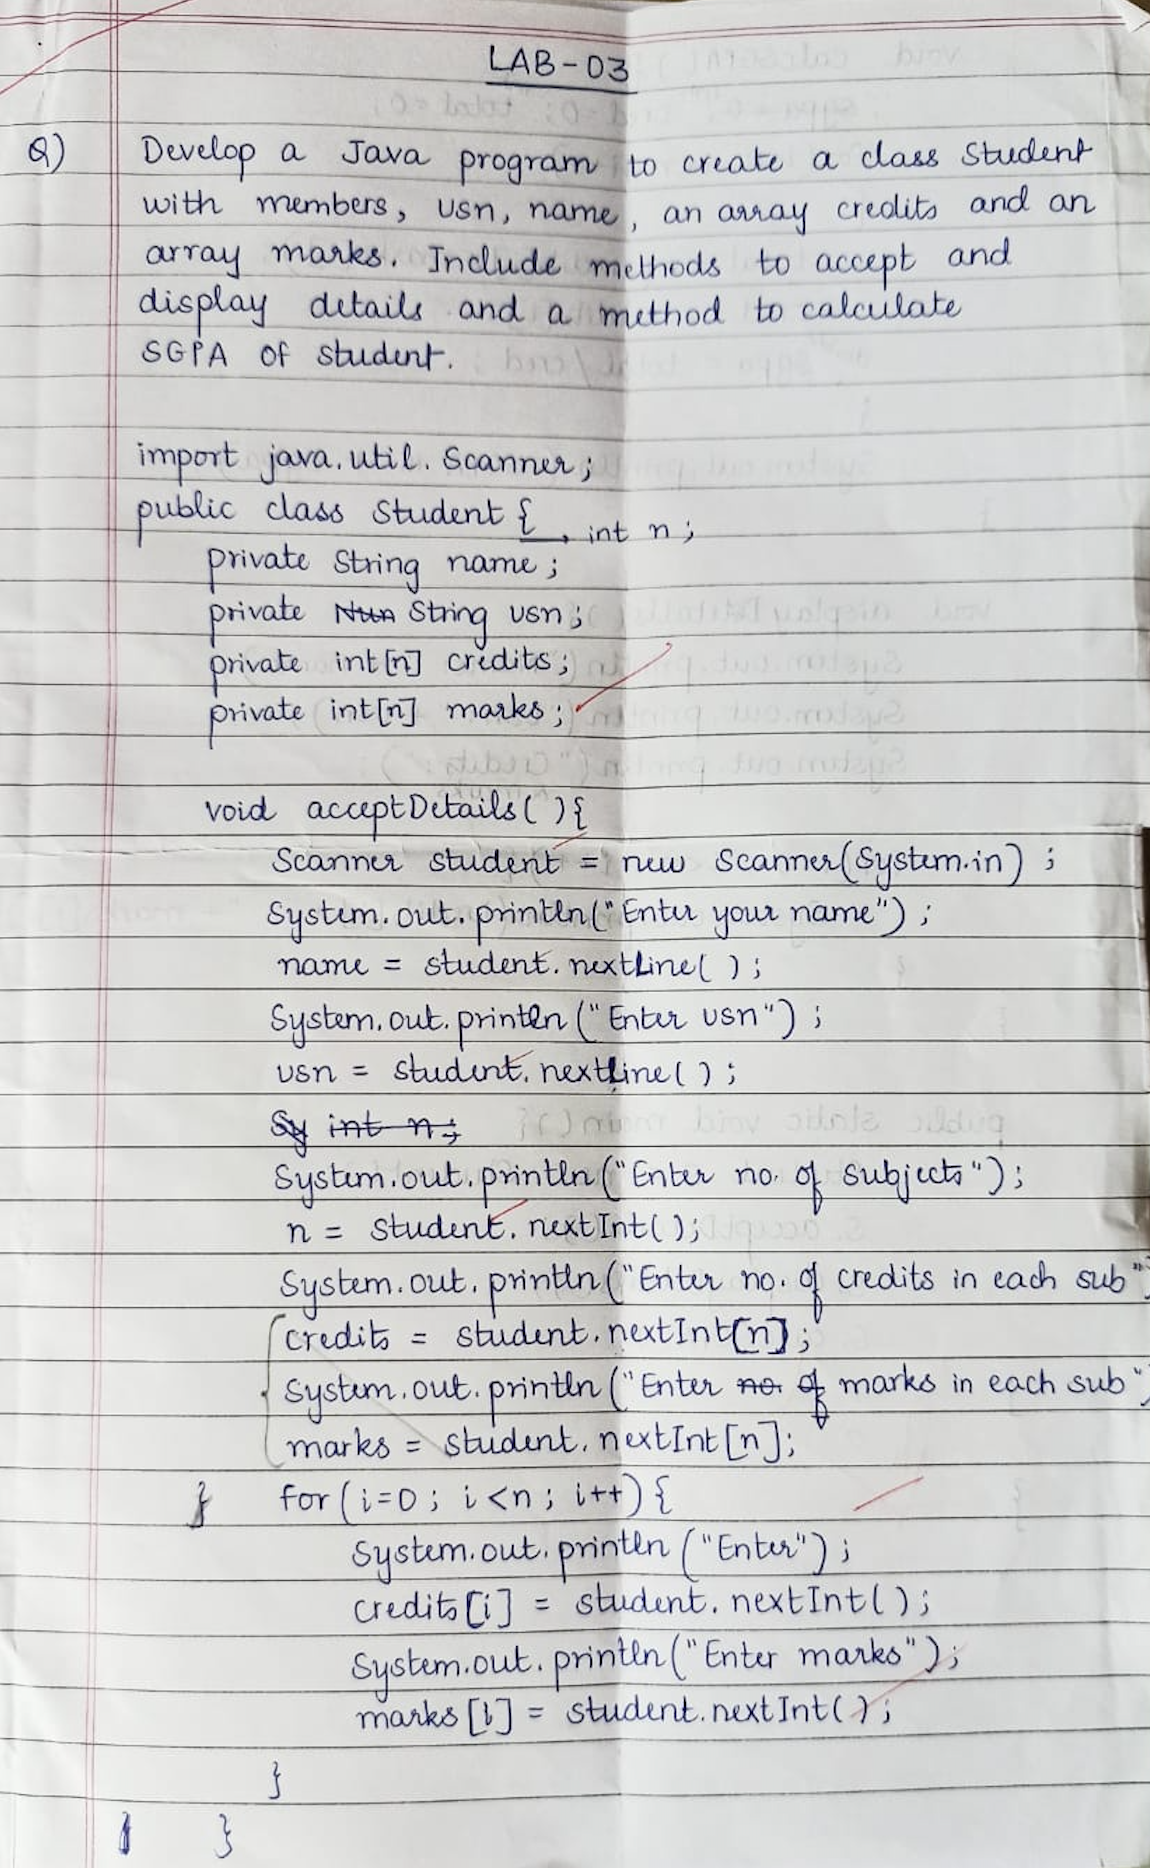 LAB-03
Q) Develop a Java program to create a class Student
with members, usn, name, an array credits and an
array marks. Include methods to accept and
display details and a method to calculate
SGPA of student.
import java.util.Scanner;
public class Student {
int n;
private String name;
private Num String usn;
private int[n] credits;
private int[n] marks;
void acceptDetails( ){
Scanner student = new Scanner(System.in) ;
System.out.println("Enter your name") ;
name = student.nextLine( );
System.out.println ("Enter usn") ;
usn = student.nextLine( );
Sy int n;
System.out.println("Enter no. of subjects");
n = student.nextInt( );
System.out.println("Enter no. of credits in each sub"
credits = student.nextInt[n];
System.out.println("Enter no. of marks in each sub"
marks = student.nextInt[n];
} for(i=0; i<n; i++){
System.out.println ("Enter");
credits[i] = student.nextInt( );
System.out.println("Enter marks");
marks[i] = student.nextInt( );
}
}